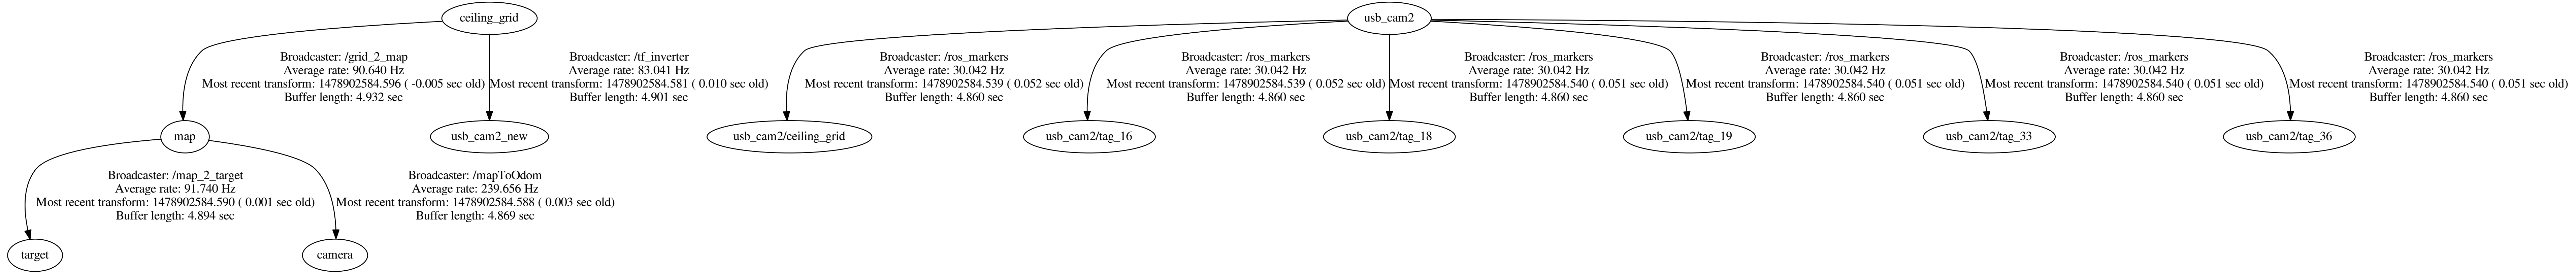 ceiling_grid
usb_cam2
Broadcaster: /grid_2_map
Average rate: 90.640 Hz
Most recent transform: 1478902584.596 ( -0.005 sec old)
Buffer length: 4.932 sec
Broadcaster: /tf_inverter
Average rate: 83.041 Hz
Most recent transform: 1478902584.581 ( 0.010 sec old)
Buffer length: 4.901 sec
Broadcaster: /ros_markers
Average rate: 30.042 Hz
Most recent transform: 1478902584.539 ( 0.052 sec old)
Buffer length: 4.860 sec
Broadcaster: /ros_markers
Average rate: 30.042 Hz
Most recent transform: 1478902584.539 ( 0.052 sec old)
Buffer length: 4.860 sec
Broadcaster: /ros_markers
Average rate: 30.042 Hz
Most recent transform: 1478902584.540 ( 0.051 sec old)
Buffer length: 4.860 sec
Broadcaster: /ros_markers
Average rate: 30.042 Hz
Most recent transform: 1478902584.540 ( 0.051 sec old)
Buffer length: 4.860 sec
Broadcaster: /ros_markers
Average rate: 30.042 Hz
Most recent transform: 1478902584.540 ( 0.051 sec old)
Buffer length: 4.860 sec
Broadcaster: /ros_markers
Average rate: 30.042 Hz
Most recent transform: 1478902584.540 ( 0.051 sec old)
Buffer length: 4.860 sec
map
usb_cam2_new
usb_cam2/ceiling_grid
usb_cam2/tag_16
usb_cam2/tag_18
usb_cam2/tag_19
usb_cam2/tag_33
usb_cam2/tag_36
Broadcaster: /map_2_target
Average rate: 91.740 Hz
Most recent transform: 1478902584.590 ( 0.001 sec old)
Buffer length: 4.894 sec
Broadcaster: /mapToOdom
Average rate: 239.656 Hz
Most recent transform: 1478902584.588 ( 0.003 sec old)
Buffer length: 4.869 sec
target
camera